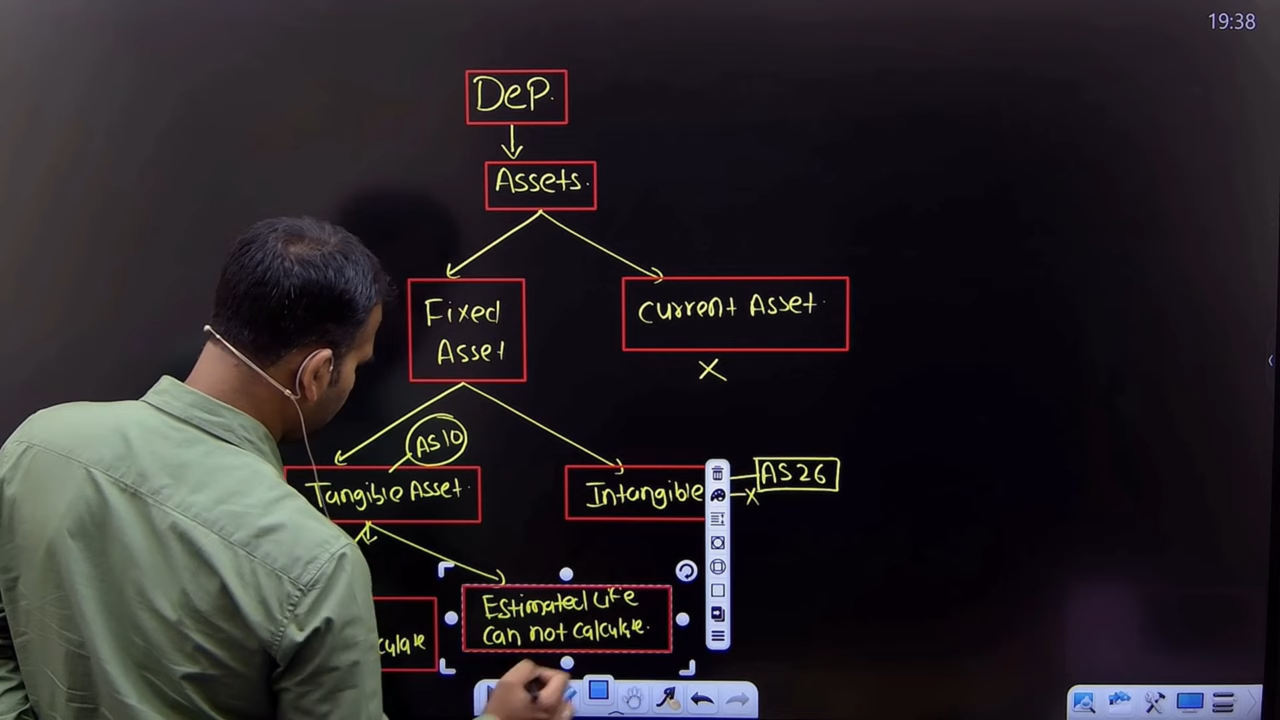 19:38
DeP.
Assets.
Fixed
Asset
Current Asset.
X
AS10
Tangible Asset.
Intangible
AS26
X
Estimated Life
can not calculate.